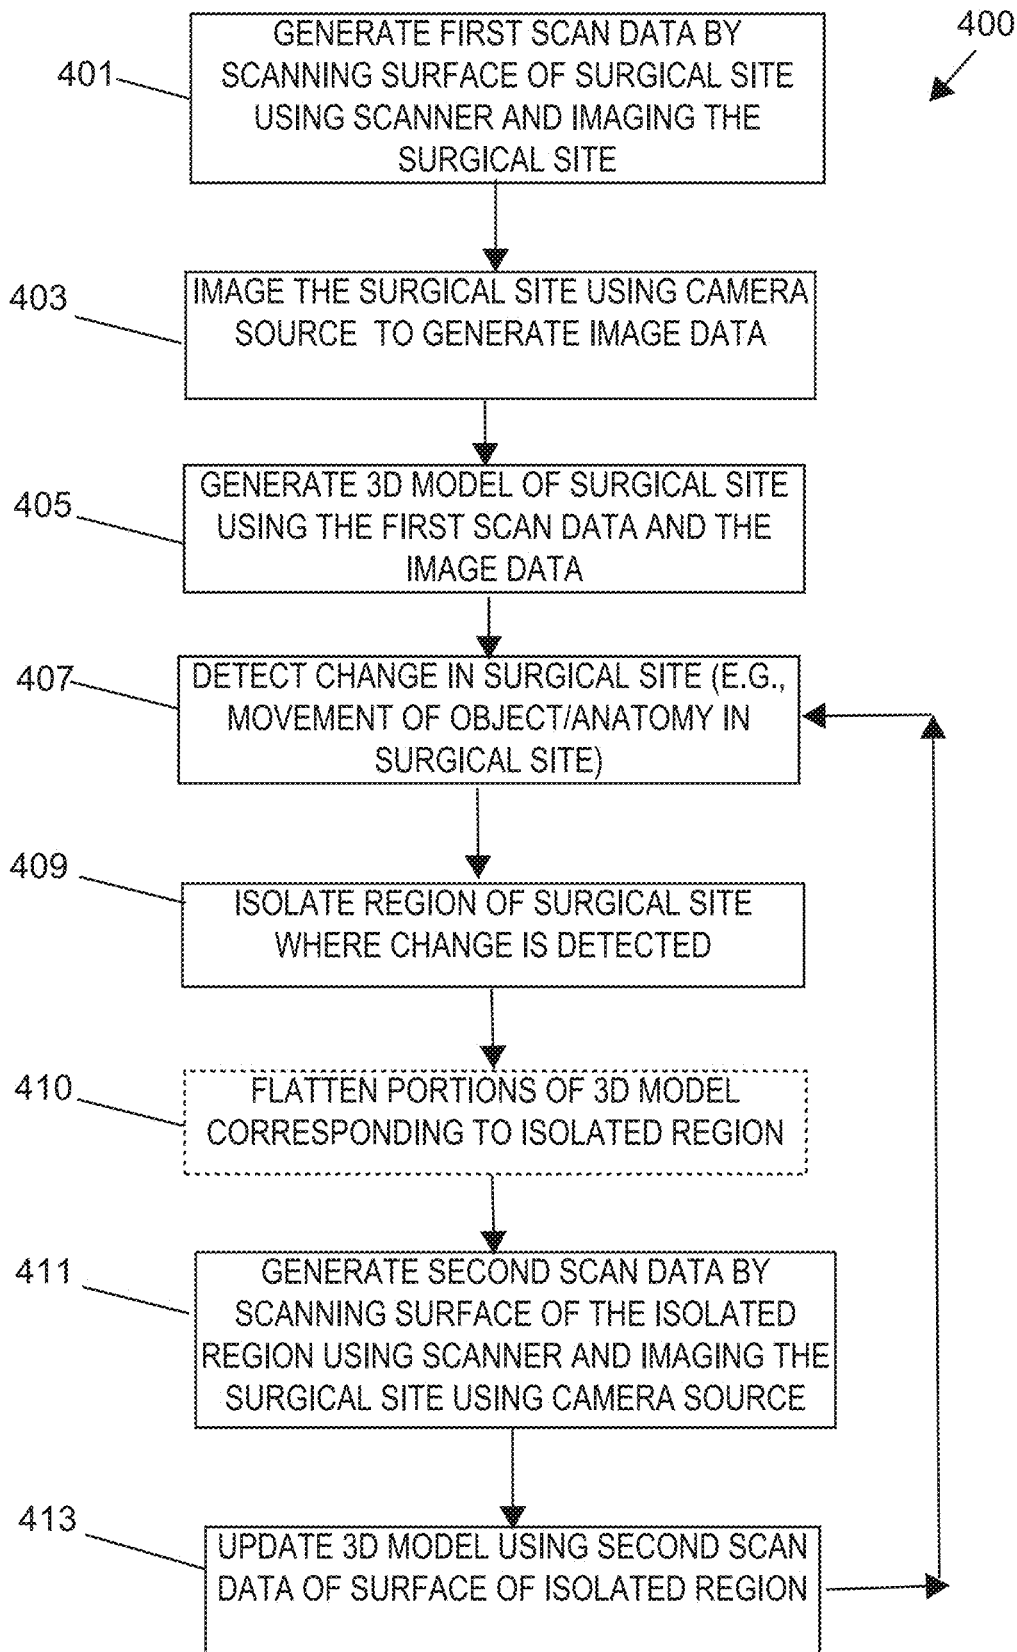 400
401
GENERATE FIRST SCAN DATA BY
SCANNING SURFACE OF SURGICAL SITE
USING SCANNER AND IMAGING THE
SURGICAL SITE
403
IMAGE THE SURGICAL SITE USING CAMERA
SOURCE TO GENERATE IMAGE DATA
405
GENERATE 3D MODEL OF SURGICAL SITE
USING THE FIRST SCAN DATA AND THE
IMAGE DATA
407
DETECT CHANGE IN SURGICAL SITE (E.G.,
MOVEMENT OF OBJECT/ANATOMY IN
SURGICAL SITE)
409
ISOLATE REGION OF SURGICAL SITE
WHERE CHANGE IS DETECTED
410
FLATTEN PORTIONS OF 3D MODEL
CORRESPONDING TO ISOLATED REGION
411
GENERATE SECOND SCAN DATA BY
SCANNING SURFACE OF THE ISOLATED
REGION USING SCANNER AND IMAGING THE
SURGICAL SITE USING CAMERA SOURCE
413
UPDATE 3D MODEL USING SECOND SCAN
DATA OF SURFACE OF ISOLATED REGION